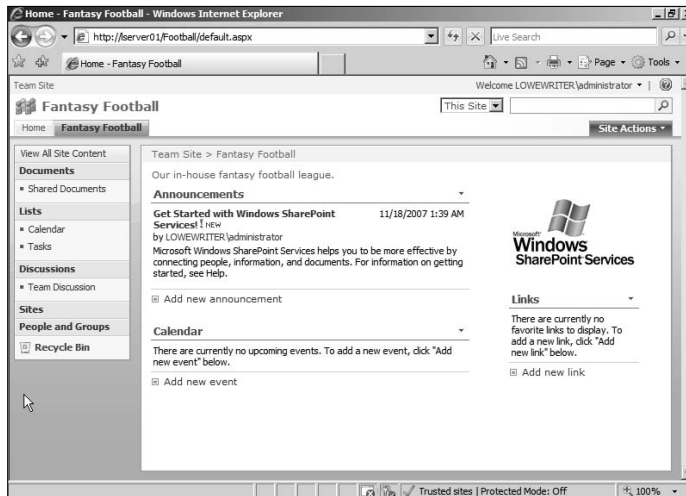 Home - Fantasy Football - Windows Internet Explorer
http://lserver01/Football/default.aspx
Live Search
Home - Fantasy Football
Page
Tools
Team Site
Welcome LOWEWRITER\administrator
Fantasy Football
This Site
Home
Fantasy Football
Site Actions
View All Site Content
Documents
Shared Documents
Lists
Calendar
Tasks
Discussions
Team Discussion
Sites
People and Groups
Recycle Bin
Team Site > Fantasy Football
Our in-house fantasy football league.
Announcements
Get Started with Windows SharePoint 11/18/2007 1:39 AM
Services! ! NEW
by LOWEWRITER\administrator
Microsoft Windows SharePoint Services helps you to be more effective by
connecting people, information, and documents. For information on getting
started, see Help.
Add new announcement
Calendar
There are currently no upcoming events. To add a new event, click "Add
new event" below.
Add new event
Microsoft
Windows
SharePoint Services
Links
There are currently no
favorite links to display. To
add a new link, click "Add
new link" below.
Add new link
Trusted sites | Protected Mode: Off
100%